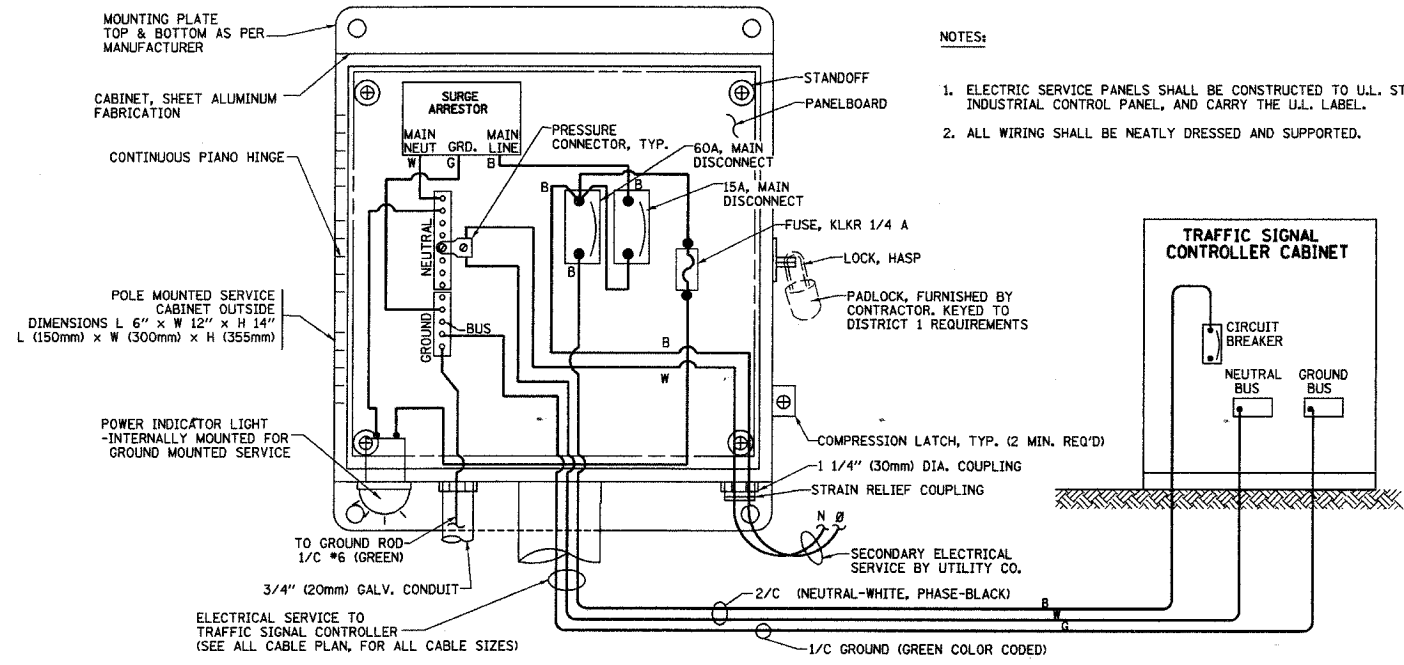 MOUNTING PLATE
TOP & BOTTOM AS PER
MANUFACTURER
CABINET, SHEET ALUMINUM
FABRICATION
CONTINUOUS PIANO HINGE
POLE MOUNTED SERVICE
CABINET OUTSIDE
DIMENSIONS L 6" x W 12" x H 14"
L (150mm) x W (300mm) x H (355mm)
POWER INDICATOR LIGHT
-INTERNALLY MOUNTED FOR
GROUND MOUNTED SERVICE
SURGE
ARRESTOR
MAIN
NEUT
GRD.
MAIN
LINE
W
G
B
PRESSURE
CONNECTOR, TYP.
NEUTRAL
GROUND
BUS
B
B
B
B
W
STANDOFF
PANELBOARD
60A, MAIN
DISCONNECT
15A, MAIN
DISCONNECT
FUSE, KLKR 1/4 A
LOCK, HASP
PADLOCK, FURNISHED BY
CONTRACTOR. KEYED TO
DISTRICT 1 REQUIREMENTS
COMPRESSION LATCH, TYP. (2 MIN. REQ'D)
1 1/4" (30mm) DIA. COUPLING
STRAIN RELIEF COUPLING
N Ø
SECONDARY ELECTRICAL
SERVICE BY UTILITY CO.
TO GROUND ROD
1/C #6 (GREEN)
3/4" (20mm) GALV. CONDUIT
ELECTRICAL SERVICE TO
TRAFFIC SIGNAL CONTROLLER
(SEE ALL CABLE PLAN, FOR ALL CABLE SIZES)
2/C (NEUTRAL-WHITE, PHASE-BLACK)
B
W
G
1/C GROUND (GREEN COLOR CODED)
NOTES:
1. ELECTRIC SERVICE PANELS SHALL BE CONSTRUCTED TO U.L. ST
INDUSTRIAL CONTROL PANEL, AND CARRY THE U.L. LABEL.
2. ALL WIRING SHALL BE NEATLY DRESSED AND SUPPORTED.
TRAFFIC SIGNAL
CONTROLLER CABINET
CIRCUIT
BREAKER
NEUTRAL
BUS
GROUND
BUS